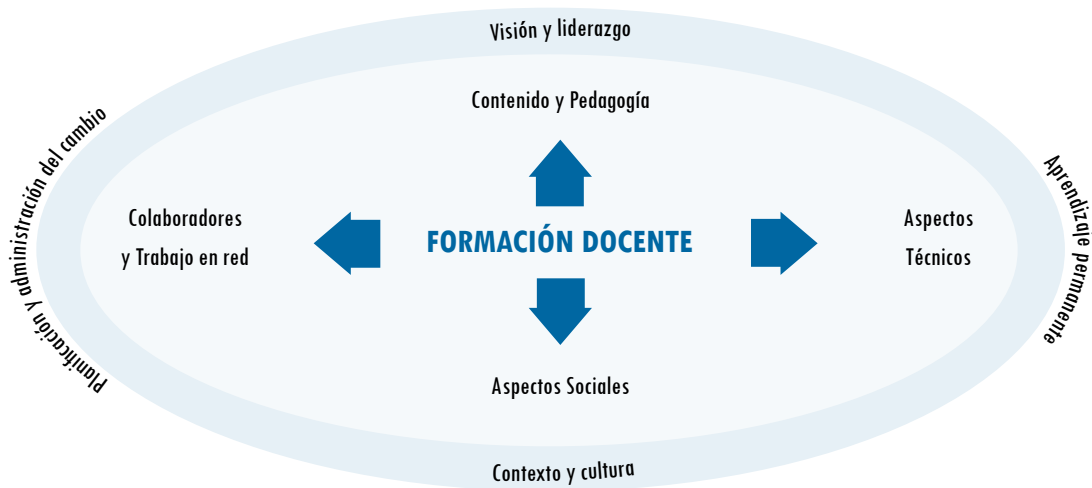 Visión y liderazgo
Contenido y Pedagogía
Planificación y administración del cambio
Colaboradores
y Trabajo en red
FORMACIÓN DOCENTE
Aspectos
Técnicos
Aprendizaje permanente
Aspectos Sociales
Contexto y cultura